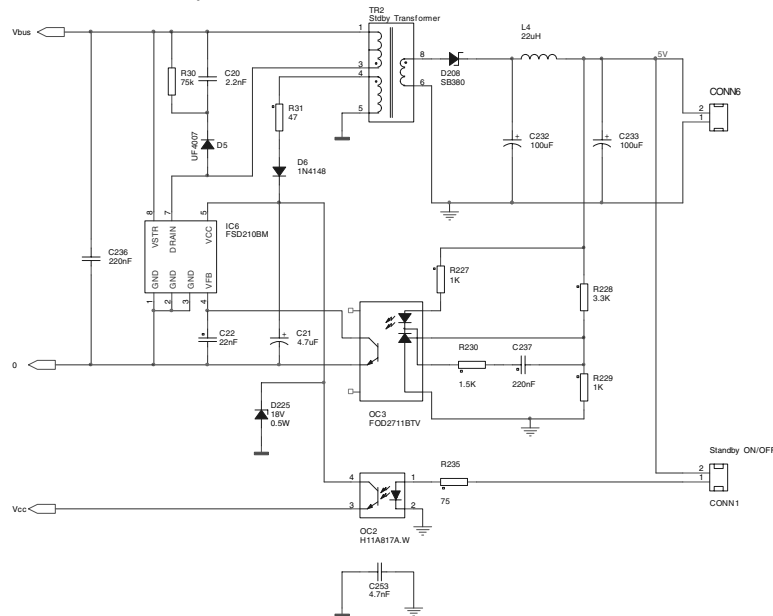 TR2
Stdby Transformer
Vbus
1
3
4
5
8
6
L4
22uH
5V
D208
SB380
R30
75k
C20
2.2nF
R31
47
CONN6
2
1
C232
100uF
C233
100uF
UF4007
D5
D6
1N4148
8
7
5
VSTR
DRAIN
VCC
IC6
FSD210BM
GND
GND
GND
VFB
1
2
3
4
C236
220nF
R227
1K
R228
3.3K
C22
22nF
C21
4.7uF
R230
1.5K
C237
220nF
R229
1K
0
D225
18V
0.5W
OC3
FOD2711BTV
Standby ON/OFF
2
1
CONN1
R235
75
4
3
1
2
Vcc
OC2
H11A817A.W
C253
4.7nF